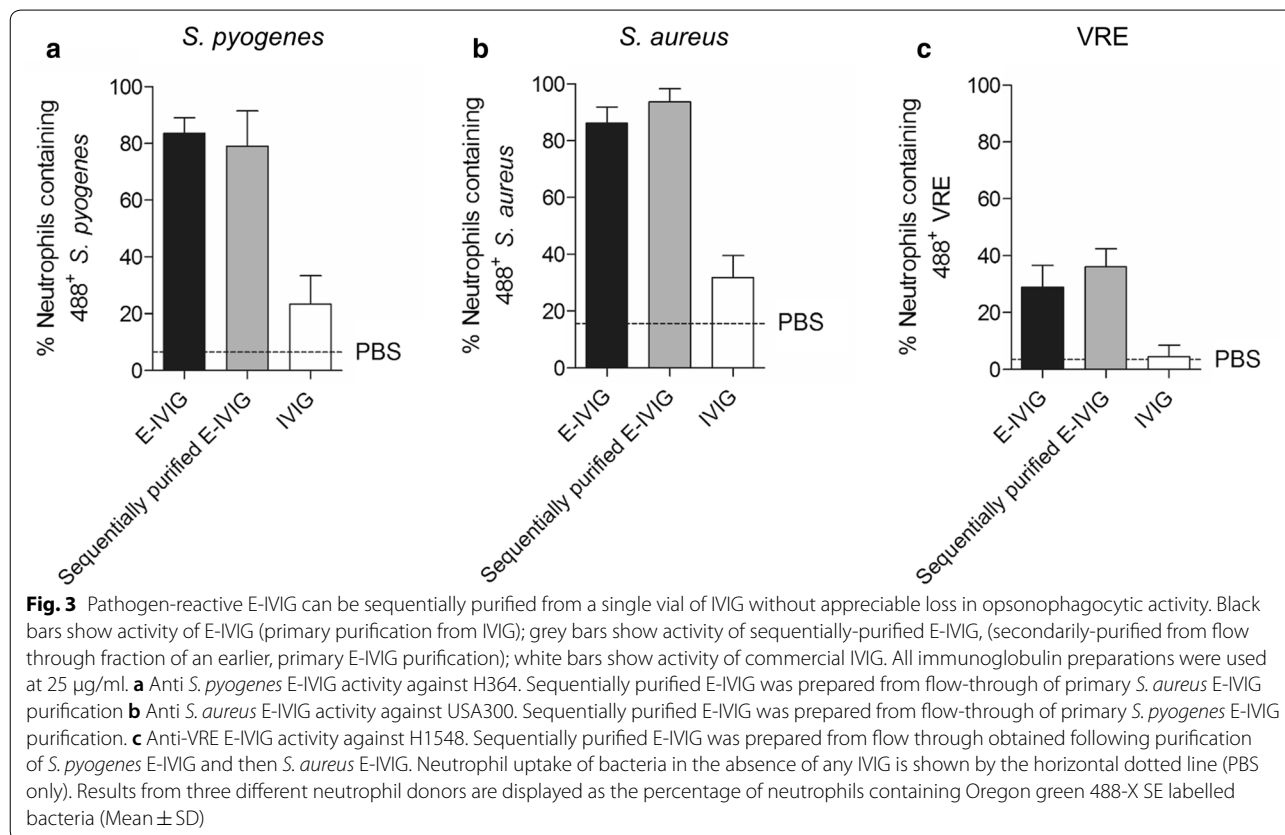 a S. pyogenes
% Neutrophils containing
488+ S. pyogenes
100
80
60
40
20
0
PBS
E-IVIG
Sequentially purified E-IVIG
IVIG
b S. aureus
% Neutrophils containing
488+ S. aureus
100
80
60
40
20
0
PBS
E-IVIG
Sequentially purified E-IVIG
IVIG
c VRE
% Neutrophils containing
488+ VRE
100
80
60
40
20
0
PBS
E-IVIG
Sequentially purified E-IVIG
IVIG
Fig. 3 Pathogen-reactive E-IVIG can be sequentially purified from a single vial of IVIG without appreciable loss in opsonophagocytic activity. Black
bars show activity of E-IVIG (primary purification from IVIG); grey bars show activity of sequentially-purified E-IVIG, (secondarily-purified from flow
through fraction of an earlier, primary E-IVIG purification); white bars show activity of commercial IVIG. All immunoglobulin preparations were used
at 25 µg/ml. a Anti S. pyogenes E-IVIG activity against H364. Sequentially purified E-IVIG was prepared from flow-through of primary S. aureus E-IVIG
purification b Anti S. aureus E-IVIG activity against USA300. Sequentially purified E-IVIG was prepared from flow-through of primary S. pyogenes E-IVIG
purification. c Anti-VRE E-IVIG activity against H1548. Sequentially purified E-IVIG was prepared from flow through obtained following purification
of S. pyogenes E-IVIG and then S. aureus E-IVIG. Neutrophil uptake of bacteria in the absence of any IVIG is shown by the horizontal dotted line (PBS
only). Results from three different neutrophil donors are displayed as the percentage of neutrophils containing Oregon green 488-X SE labelled
bacteria (Mean ± SD)